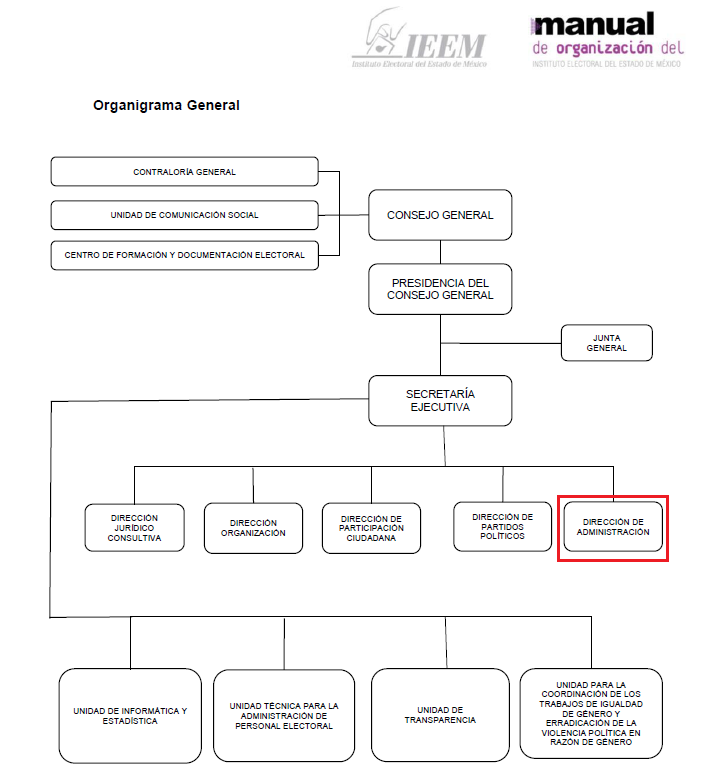 IEEM
Instituto Electoral del Estado de México
manual
de organización del
INSTITUTO ELECTORAL DEL ESTADO DE MÉXICO
Organigrama General
CONTRALORÍA GENERAL
UNIDAD DE COMUNICACIÓN SOCIAL
CENTRO DE FORMACIÓN Y DOCUMENTACIÓN ELECTORAL
CONSEJO GENERAL
PRESIDENCIA DEL
CONSEJO GENERAL
JUNTA
GENERAL
SECRETARÍA
EJECUTIVA
DIRECCIÓN
JURÍDICO
CONSULTIVA
DIRECCIÓN
ORGANIZACIÓN
DIRECCIÓN DE
PARTICIPACIÓN
CIUDADANA
DIRECCIÓN DE
PARTIDOS
POLÍTICOS
DIRECCIÓN DE
ADMINISTRACIÓN
UNIDAD DE INFORMÁTICA Y
ESTADÍSTICA
UNIDAD TÉCNICA PARA LA
ADMINISTRACIÓN DE
PERSONAL ELECTORAL
UNIDAD DE
TRANSPARENCIA
UNIDAD PARA LA
COORDINACIÓN DE LOS
TRABAJOS DE IGUALDAD
DE GÉNERO Y
ERRADICACIÓN DE LA
VIOLENCIA POLÍTICA EN
RAZÓN DE GÉNERO